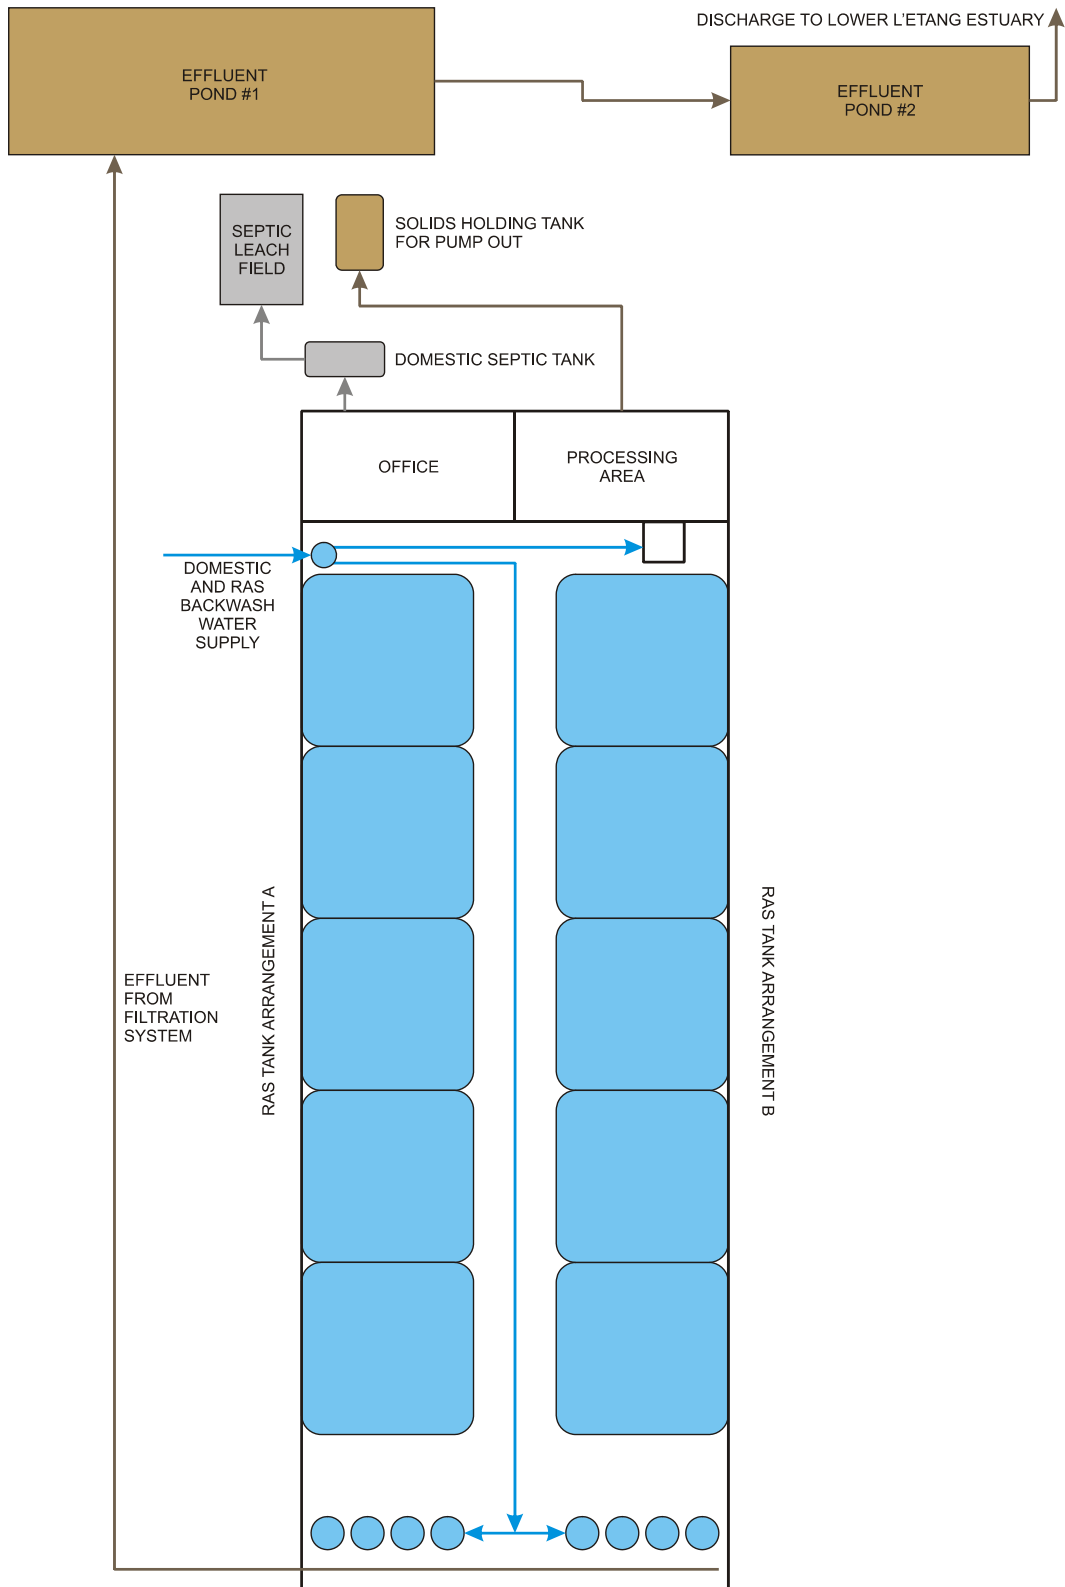 DISCHARGE TO LOWER L'ETANG ESTUARY
EFFLUENT
POND #1
EFFLUENT
POND #2
SEPTIC
LEACH
FIELD
SOLIDS HOLDING TANK
FOR PUMP OUT
DOMESTIC SEPTIC TANK
OFFICE
PROCESSING
AREA
DOMESTIC
AND RAS
BACKWASH
WATER
SUPPLY
RAS TANK ARRANGEMENT A
RAS TANK ARRANGEMENT B
EFFLUENT
FROM
FILTRATION
SYSTEM